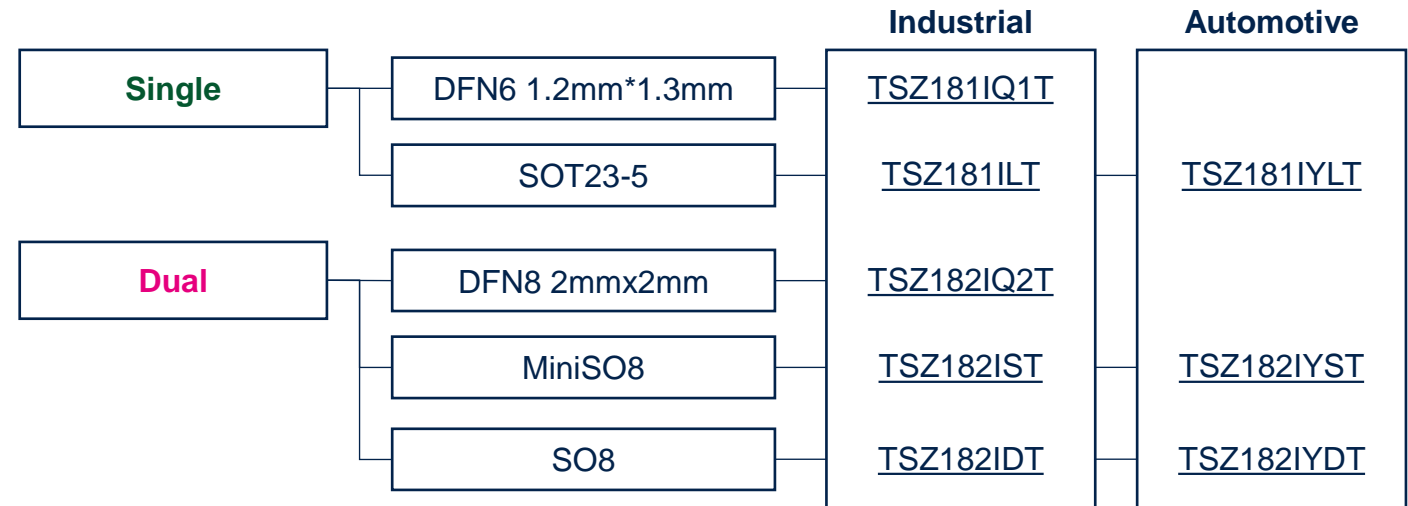 Industrial Automotive
Single DFN6 1.2mm*1.3mm TSZ181IQ1T
SOT23-5 TSZ181ILT TSZ181IYLT
Dual DFN8 2mmx2mm TSZ182IQ2T
MiniSO8 TSZ182IST TSZ182IYST
SO8 TSZ182IDT TSZ182IYDT